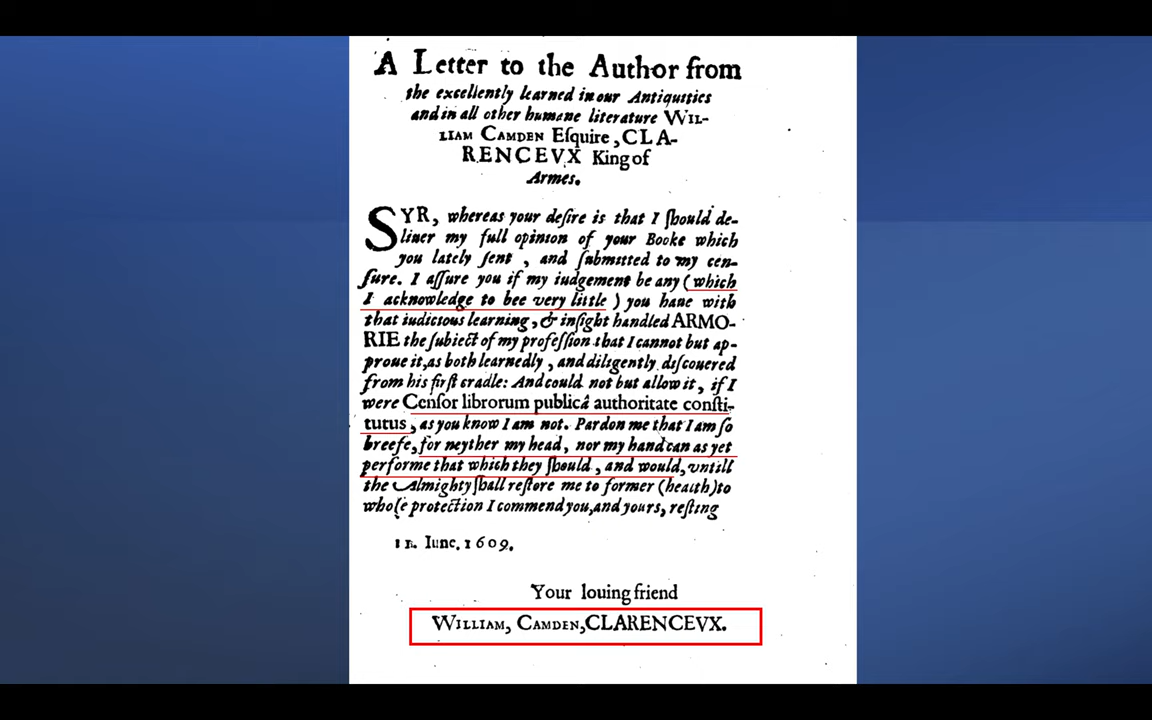 A Letter to the Author from
the excellently learned in our Antiquities
and in all other humane literature WIL-
LIAM CAMDEN Eſquire, CLA-
RENCEVX King of
Armes.
SYR, whereas your deſire is that I ſhould de-
liuer my full opinion of your Booke which
you lately ſent, and ſubmitted to my cen-
ſure. I aſſure you if my iudgement be any (which
I acknowledge to bee very little) you haue with
that iudicious learning, & inſight handled ARMO-
RIE the ſubiect of my profeſſion that I cannot but ap-
proue it, as both learnedly, and diligently diſcouered
from his firſt cradle: And could not but allow it, if I
were Cenſor librorum publicâ authoritate conſti-
tutus, as you know I am not. Pardon me that I am ſo
breefe, for neyther my head, nor my hand can as yet
performe that which they ſhould, and would, vntill
the Almighty ſhall reſtore me to former (health) to
whoſe protection I commend you, and yours, reſting
Iune. 1609.
Your louing friend
WILLIAM, CAMDEN, CLARENCEVX.